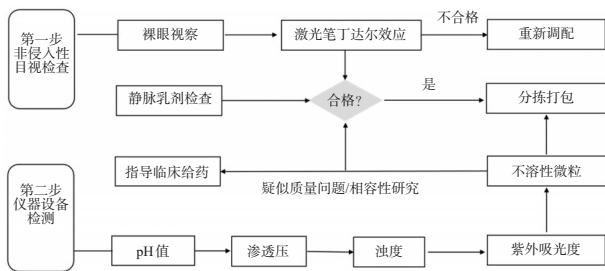 第一步
非侵入性
目视检查
裸眼视察
激光笔丁达尔效应
不合格
重新调配
静脉乳剂检查
合格?
是
分拣打包
第二步
仪器设备
检测
指导临床给药
疑似质量问题/相容性研究
不溶性微粒
pH值
渗透压
浊度
紫外吸光度